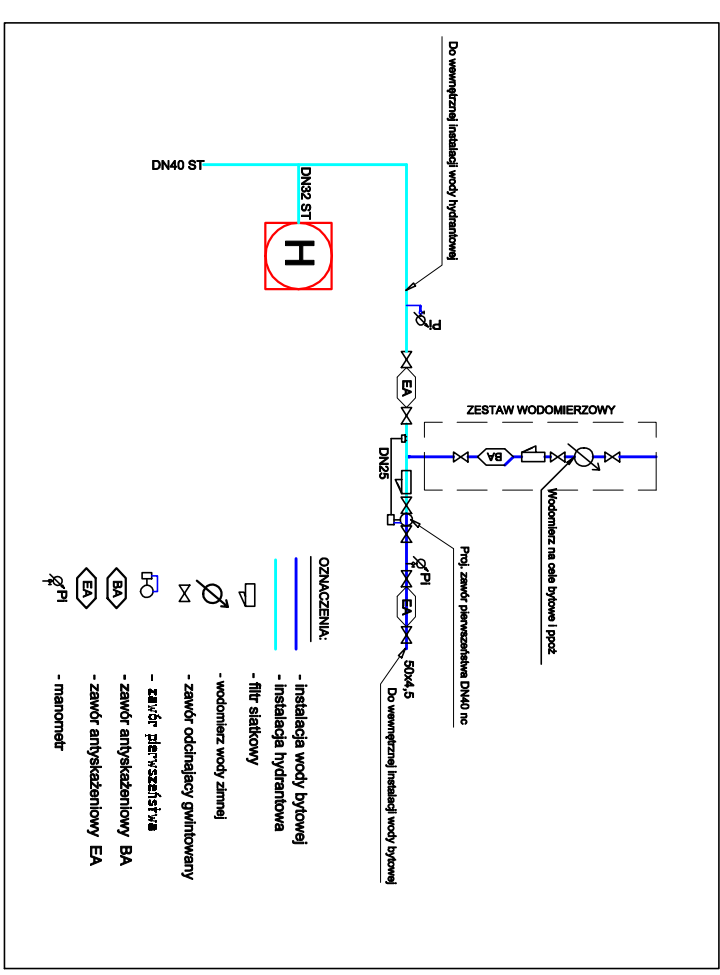 ZESTAW WODOMIERZOWY
DN40 ST
DN32 ST
H
Do wewnętrznej instalacji wody hydrantowej
Pi
EA
BA
DN25
Wodomierz na cele bytowe i ppoż
Proj. zawór pierwszeństwa DN40 nc
Pi
EA
50x4,5
Do wewnętrznej instalacji wody bytowej
OZNACZENIA:
- instalacja wody bytowej
- instalacja hydrantowa
- filtr siatkowy
- wodomierz wody zimnej
- zawór odcinajacy gwintowany
- zawór pierwszeństwa
BA - zawór antyskażeniowy BA
EA - zawór antyskażeniowy EA
Pi - manometr